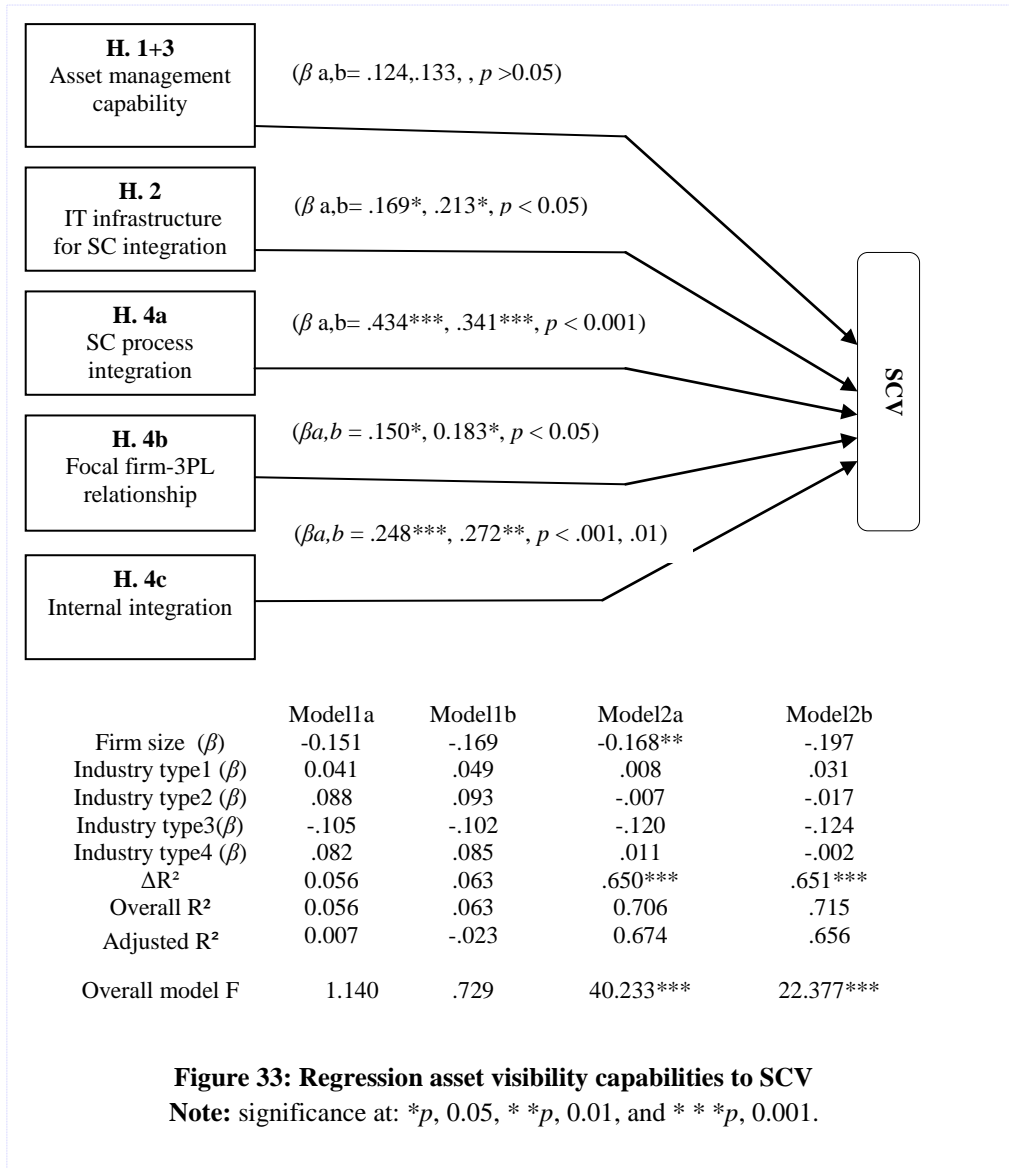 H. 1+3
Asset management
capability
(β a,b= .124,.133, , p >0.05)
H. 2
IT infrastructure
for SC integration
(β a,b= .169*, .213*, p < 0.05)
H. 4a
SC process
integration
(β a,b= .434***, .341***, p < 0.001)
H. 4b
Focal firm-3PL
relationship
(βa,b = .150*, 0.183*, p < 0.05)
H. 4c
Internal integration
(βa,b = .248***, .272**, p < .001, .01)
SCV
Model1a Model1b Model2a Model2b
Firm size (β) -0.151 -.169 -0.168** -.197
Industry type1 (β) 0.041 .049 .008 .031
Industry type2 (β) .088 .093 -.007 -.017
Industry type3(β) -.105 -.102 -.120 -.124
Industry type4 (β) .082 .085 .011 -.002
ΔR² 0.056 .063 .650*** .651***
Overall R² 0.056 .063 0.706 .715
Adjusted R² 0.007 -.023 0.674 .656
Overall model F 1.140 .729 40.233*** 22.377***
Figure 33: Regression asset visibility capabilities to SCV
Note: significance at: *p, 0.05, * *p, 0.01, and * * *p, 0.001.